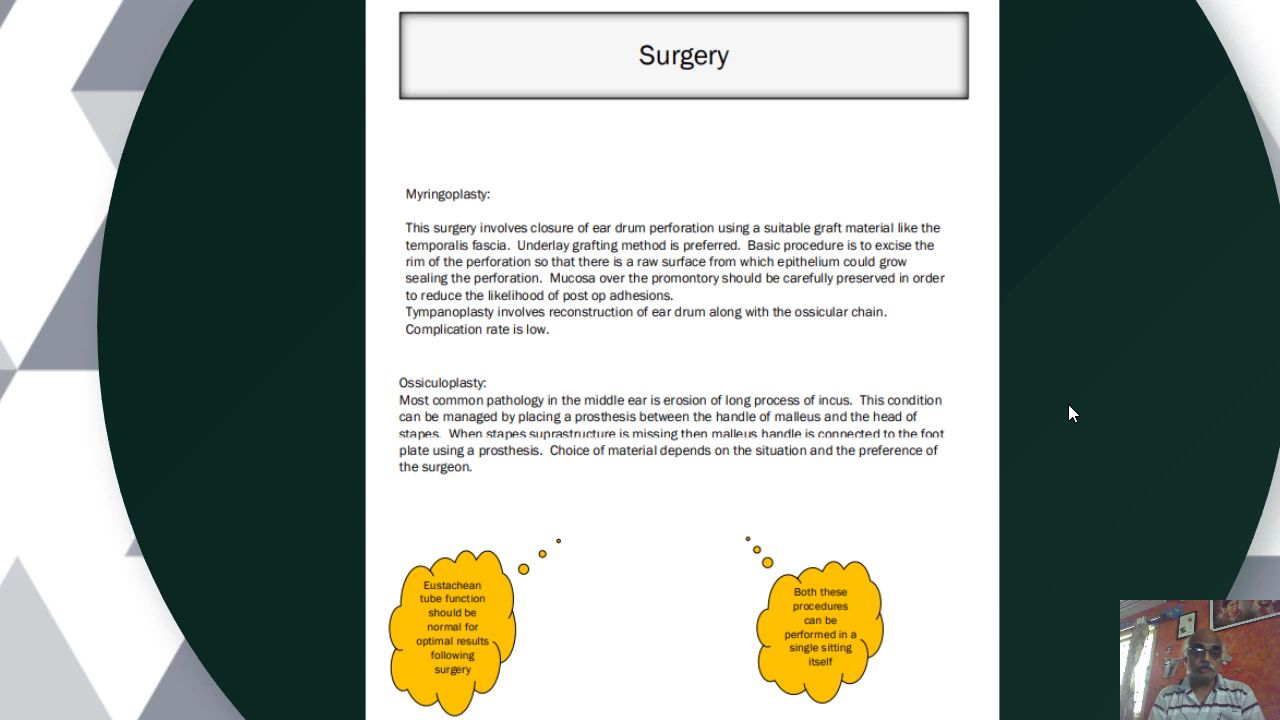 Surgery
Myringoplasty:
This surgery involves closure of ear drum perforation using a suitable graft material like the
temporalis fascia.  Underlay grafting method is preferred.  Basic procedure is to excise the
rim of the perforation so that there is a raw surface from which epithelium could grow
sealing the perforation.  Mucosa over the promontory should be carefully preserved in order
to reduce the likelihood of post op adhesions.
Tympanoplasty involves reconstruction of ear drum along with the ossicular chain.
Complication rate is low.
Ossiculoplasty:
Most common pathology in the middle ear is erosion of long process of incus.  This condition
can be managed by placing a prosthesis between the handle of malleus and the head of
stapes.  When stapes suprastructure is missing then malleus handle is connected to the foot
plate using a prosthesis.  Choice of material depends on the situation and the preference of
the surgeon.
Eustachean
tube function
should be
normal for
optimal results
following
surgery
Both these
procedures
can be
performed in a
single sitting
itself